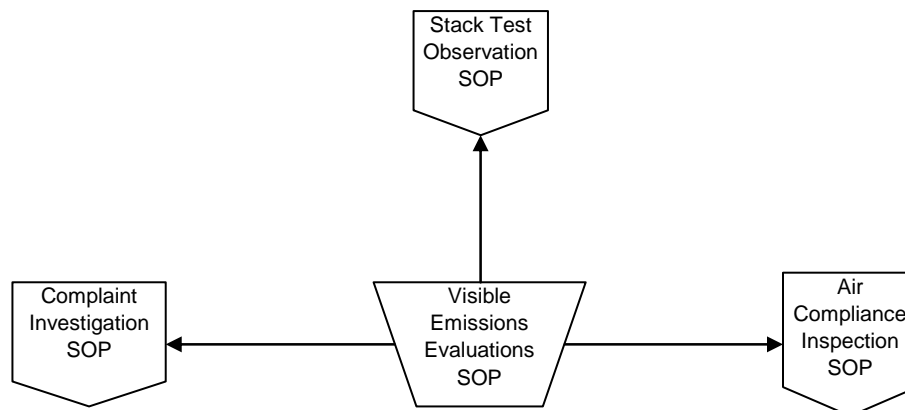 Stack Test
Observation
SOP
Complaint
Investigation
SOP
Visible
Emissions
Evaluations
SOP
Air
Compliance
Inspection
SOP